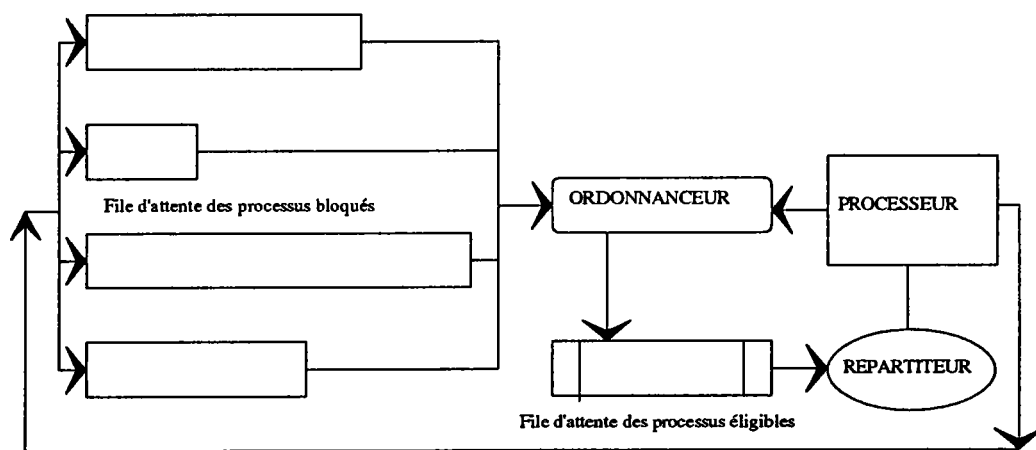 File d'attente des processus bloqués
ORDONNANCEUR
PROCESSEUR
REPARTITEUR
File d'attente des processus éligibles